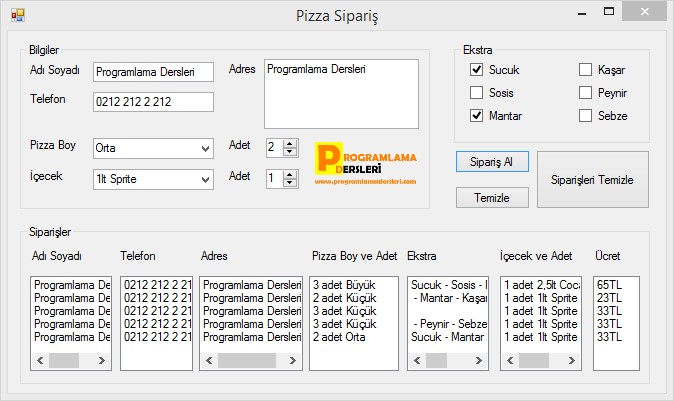 Pizza Sipariş
Bilgiler
Adı Soyadı Programlama Dersleri
Adres Programlama Dersleri
Telefon 0212 212 2 212
Pizza Boy Orta Adet 2
İçecek 1lt Sprite Adet 1
PROGRAMLAMA
DERSLERİ
www.programlamadersleri.com
Ekstra
Sucuk Kaşar
Sosis Peynir
Mantar Sebze
Sipariş Al
Temizle
Siparişleri Temizle
Siparişler
Adı Soyadı Telefon Adres Pizza Boy ve Adet Ekstra İçecek ve Adet Ücret
Programlama De 0212 212 2 21 Programlama Dersleri 3 adet Büyük Sucuk - Sosis - 1 adet 2,5lt Coca 65TL
Programlama De 0212 212 2 21 Programlama Dersleri 2 adet Küçük - Mantar - Kaşar 1 adet 1lt Sprite 23TL
Programlama De 0212 212 2 21 Programlama Dersleri 3 adet Küçük 1 adet 1lt Sprite 33TL
Programlama De 0212 212 2 21 Programlama Dersleri 3 adet Küçük - Peynir - Sebze 1 adet 1lt Sprite 33TL
Programlama De 0212 212 2 21 Programlama Dersleri 2 adet Orta Sucuk - Mantar 1 adet 1lt Sprite 33TL